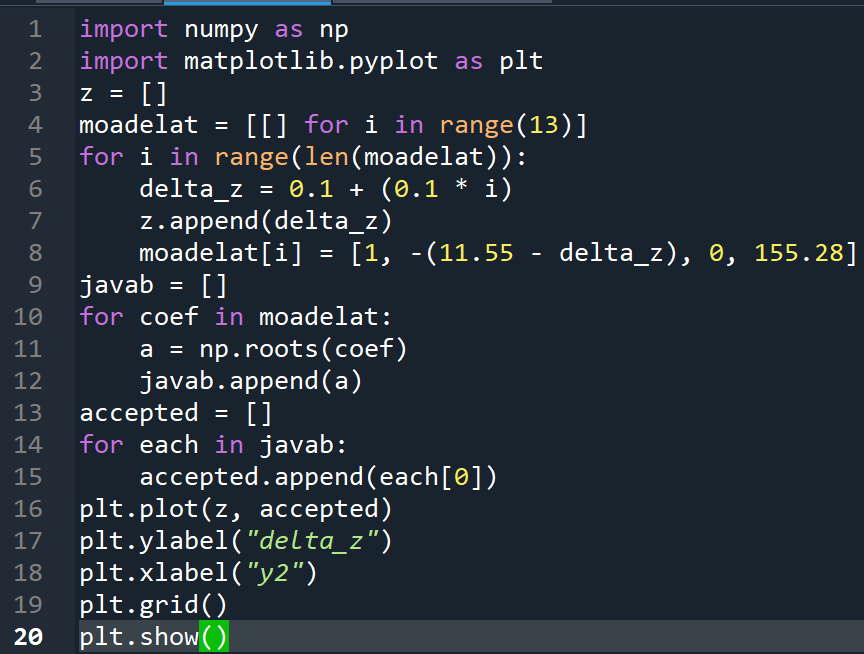 1 import numpy as np
2 import matplotlib.pyplot as plt
3 z = []
4 moadelat = [[] for i in range(13)]
5 for i in range(len(moadelat)):
6     delta_z = 0.1 + (0.1 * i)
7     z.append(delta_z)
8     moadelat[i] = [1, -(11.55 - delta_z), 0, 155.28]
9 javab = []
10 for coef in moadelat:
11     a = np.roots(coef)
12     javab.append(a)
13 accepted = []
14 for each in javab:
15     accepted.append(each[0])
16 plt.plot(z, accepted)
17 plt.ylabel("delta_z")
18 plt.xlabel("y2")
19 plt.grid()
20 plt.show()